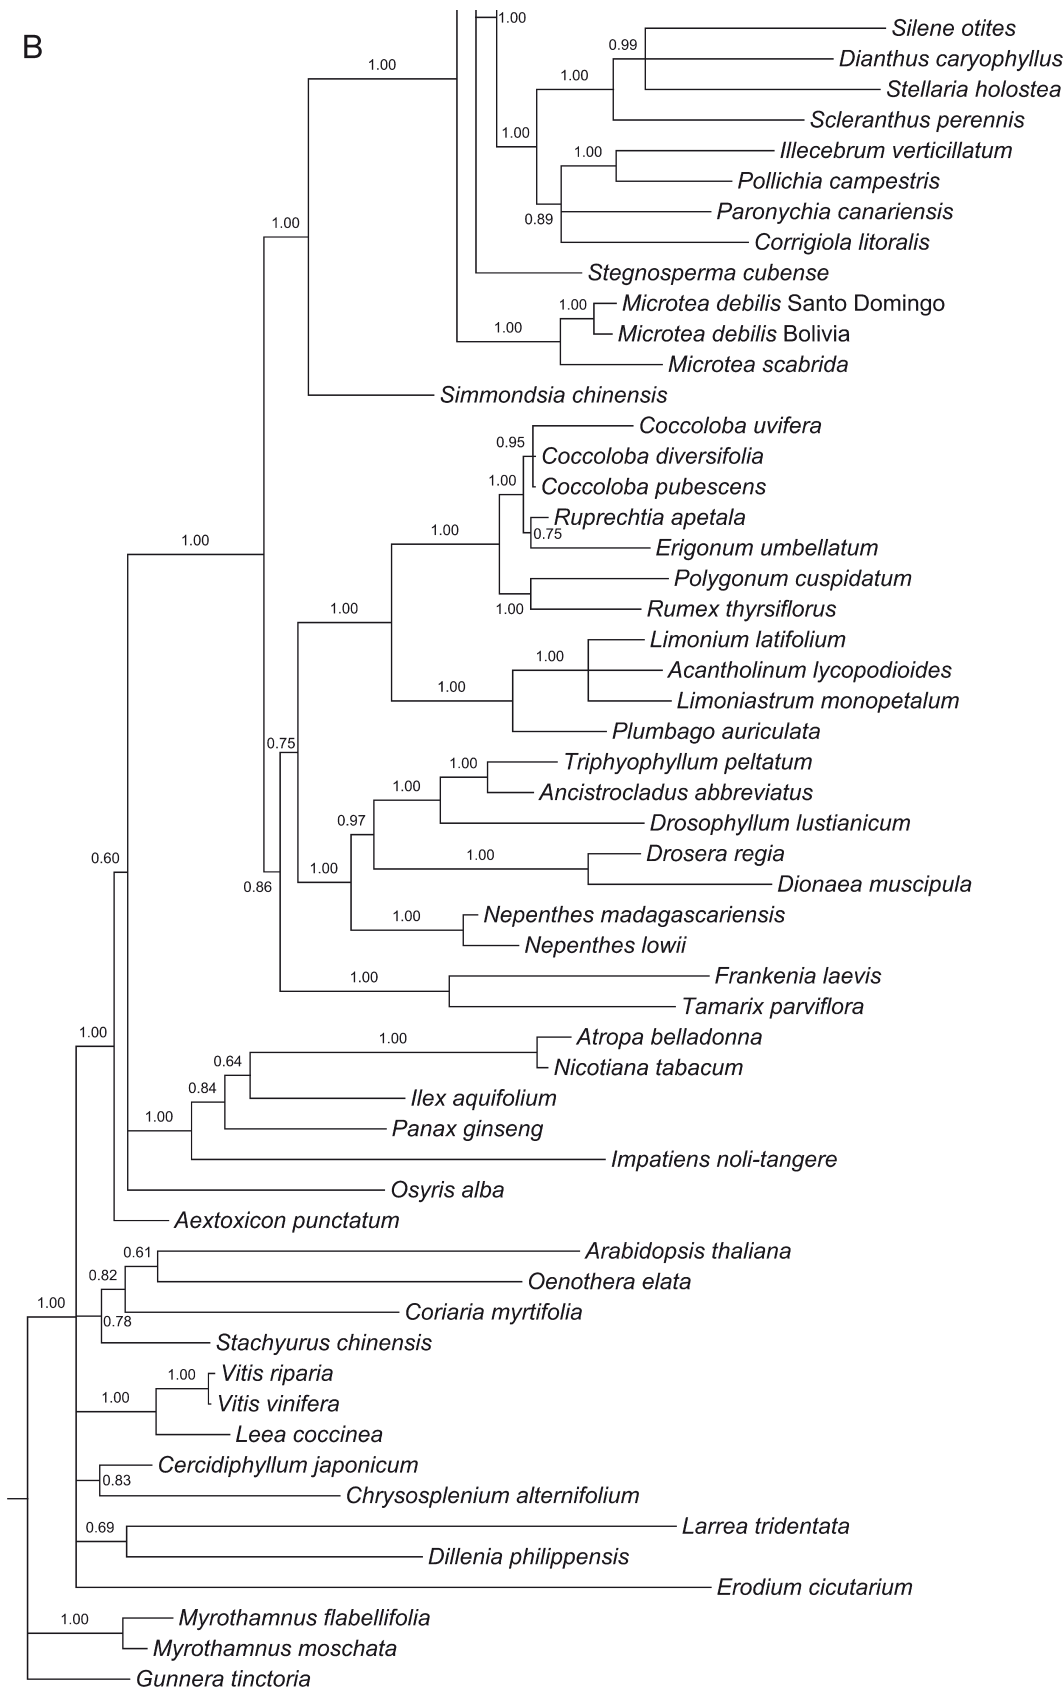 B
1.00
Silene otites
0.99
Dianthus caryophyllus
1.00
1.00
Stellaria holostea
Scleranthus perennis
1.00
1.00
Illecebrum verticillatum
Pollichia campestris
Paronychia canariensis
0.89
1.00
Corrigiola litoralis
Stegnosperma cubense
1.00
Microtea debilis Santo Domingo
1.00
Microtea debilis Bolivia
Microtea scabrida
Simmondsia chinensis
Coccoloba uvifera
0.95
Coccoloba diversifolia
1.00
Coccoloba pubescens
Ruprechtia apetala
1.00
0.75
1.00
Erigonum umbellatum
Polygonum cuspidatum
1.00
1.00
Rumex thyrsiflorus
Limonium latifolium
1.00
Acantholinum lycopodioides
1.00
Limoniastrum monopetalum
Plumbago auriculata
0.75
1.00
Triphyophyllum peltatum
1.00
Ancistrocladus abbreviatus
0.97
Drosophyllum lustianicum
0.60
1.00
Drosera regia
1.00
0.86
Dionaea muscipula
1.00
Nepenthes madagascariensis
Nepenthes lowii
1.00
Frankenia laevis
Tamarix parviflora
1.00
1.00
Atropa belladonna
0.64
Nicotiana tabacum
0.84
Ilex aquifolium
1.00
Panax ginseng
Impatiens noli-tangere
Osyris alba
Aextoxicon punctatum
0.61
Arabidopsis thaliana
0.82
Oenothera elata
1.00
Coriaria myrtifolia
0.78
Stachyurus chinensis
1.00
Vitis riparia
1.00
Vitis vinifera
Leea coccinea
Cercidiphyllum japonicum
0.83
Chrysosplenium alternifolium
0.69
Larrea tridentata
Dillenia philippensis
Erodium cicutarium
1.00
Myrothamnus flabellifolia
Myrothamnus moschata
Gunnera tinctoria